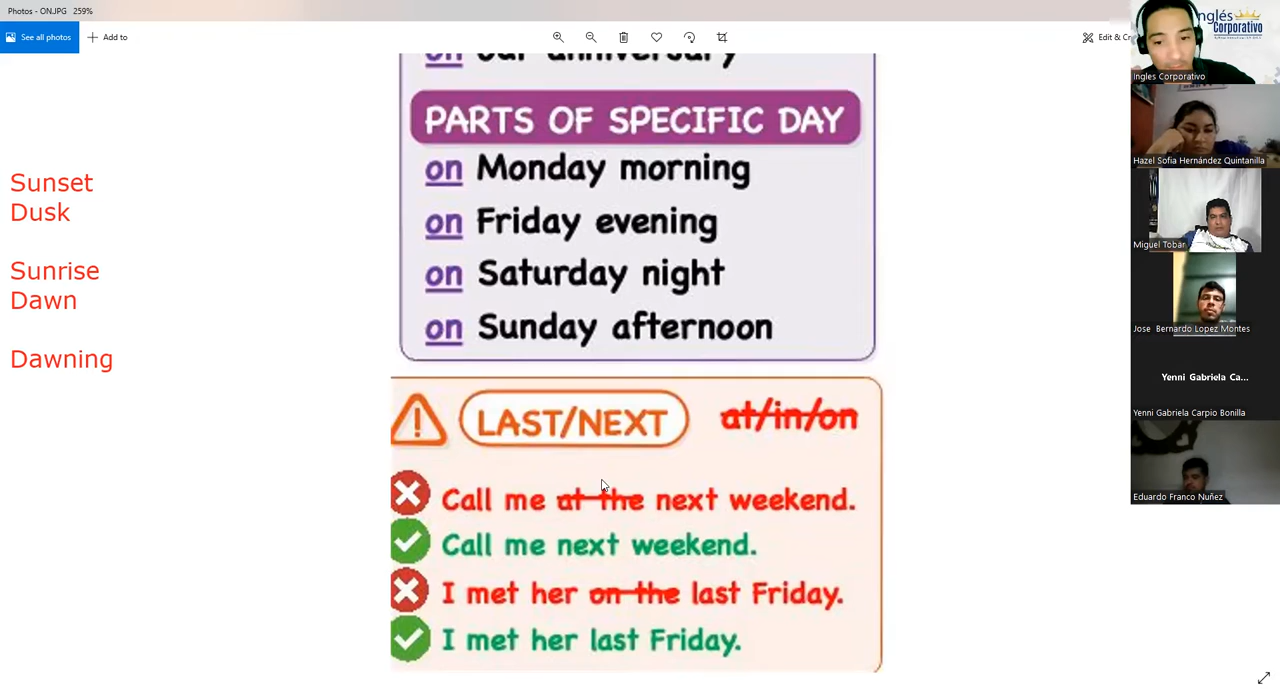 Photos - ON.JPG 259%
See all photos
Add to
Edit & Cr
Sunset
Dusk
Sunrise
Dawn
Dawning
on our anniversary
PARTS OF SPECIFIC DAY
on Monday morning
on Friday evening
on Saturday night
on Sunday afternoon
LAST/NEXT at/in/on
Call me at the next weekend.
Call me next weekend.
I met her on the last Friday.
I met her last Friday.
Inglés
Corporativo
Ingles Corporativo
Hazel Sofia Hernández Quintanilla
Miguel Tobar
Jose Bernardo Lopez Montes
Yenni Gabriela Ca...
Yenni Gabriela Carpio Bonilla
Eduardo Franco Nuñez